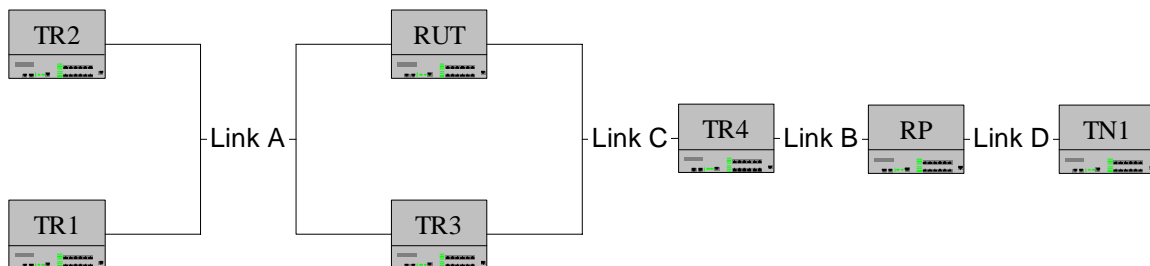 TR2
RUT
Link A
Link C
TR4
Link B
RP
Link D
TN1
TR1
TR3